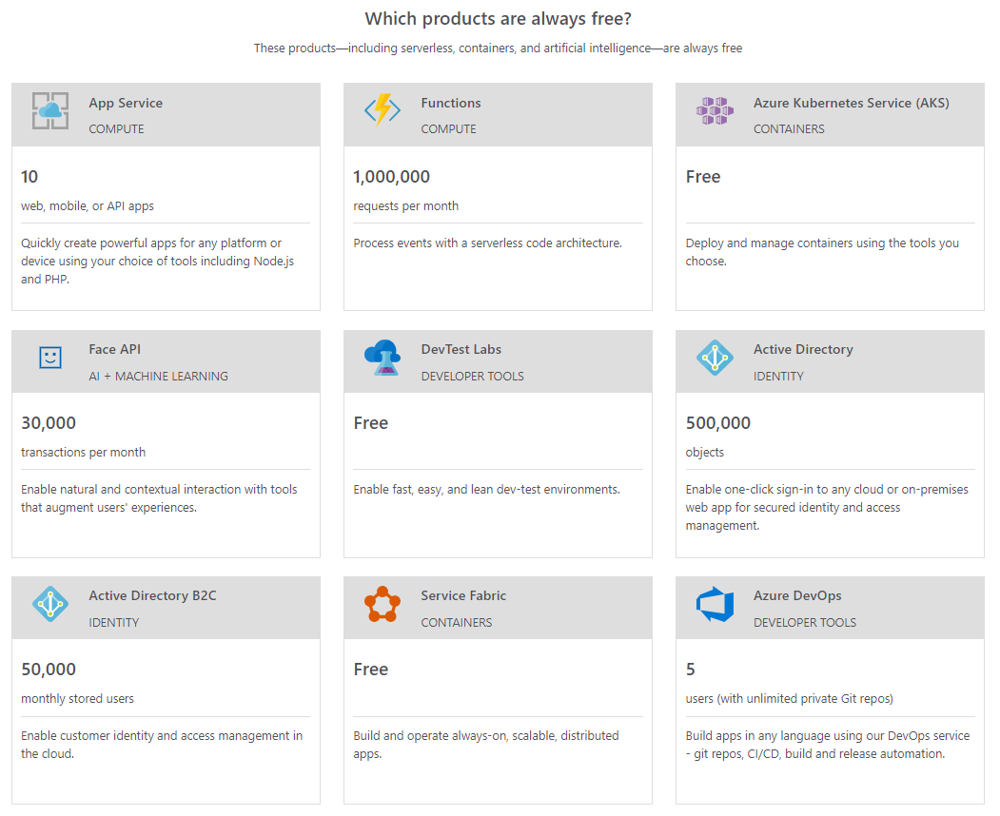 Which products are always free?
These products—including serverless, containers, and artificial intelligence—are always free
App Service
COMPUTE
10
web, mobile, or API apps
Quickly create powerful apps for any platform or
device using your choice of tools including Node.js
and PHP.
Functions
COMPUTE
1,000,000
requests per month
Process events with a serverless code architecture.
Azure Kubernetes Service (AKS)
CONTAINERS
Free
Deploy and manage containers using the tools you
choose.
Face API
AI + MACHINE LEARNING
30,000
transactions per month
Enable natural and contextual interaction with tools
that augment users' experiences.
DevTest Labs
DEVELOPER TOOLS
Free
Enable fast, easy, and lean dev-test environments.
Active Directory
IDENTITY
500,000
objects
Enable one-click sign-in to any cloud or on-premises
web app for secured identity and access
management.
Active Directory B2C
IDENTITY
50,000
monthly stored users
Enable customer identity and access management in
the cloud.
Service Fabric
CONTAINERS
Free
Build and operate always-on, scalable, distributed
apps.
Azure DevOps
DEVELOPER TOOLS
5
users (with unlimited private Git repos)
Build apps in any language using our DevOps service
- git repos, CI/CD, build and release automation.